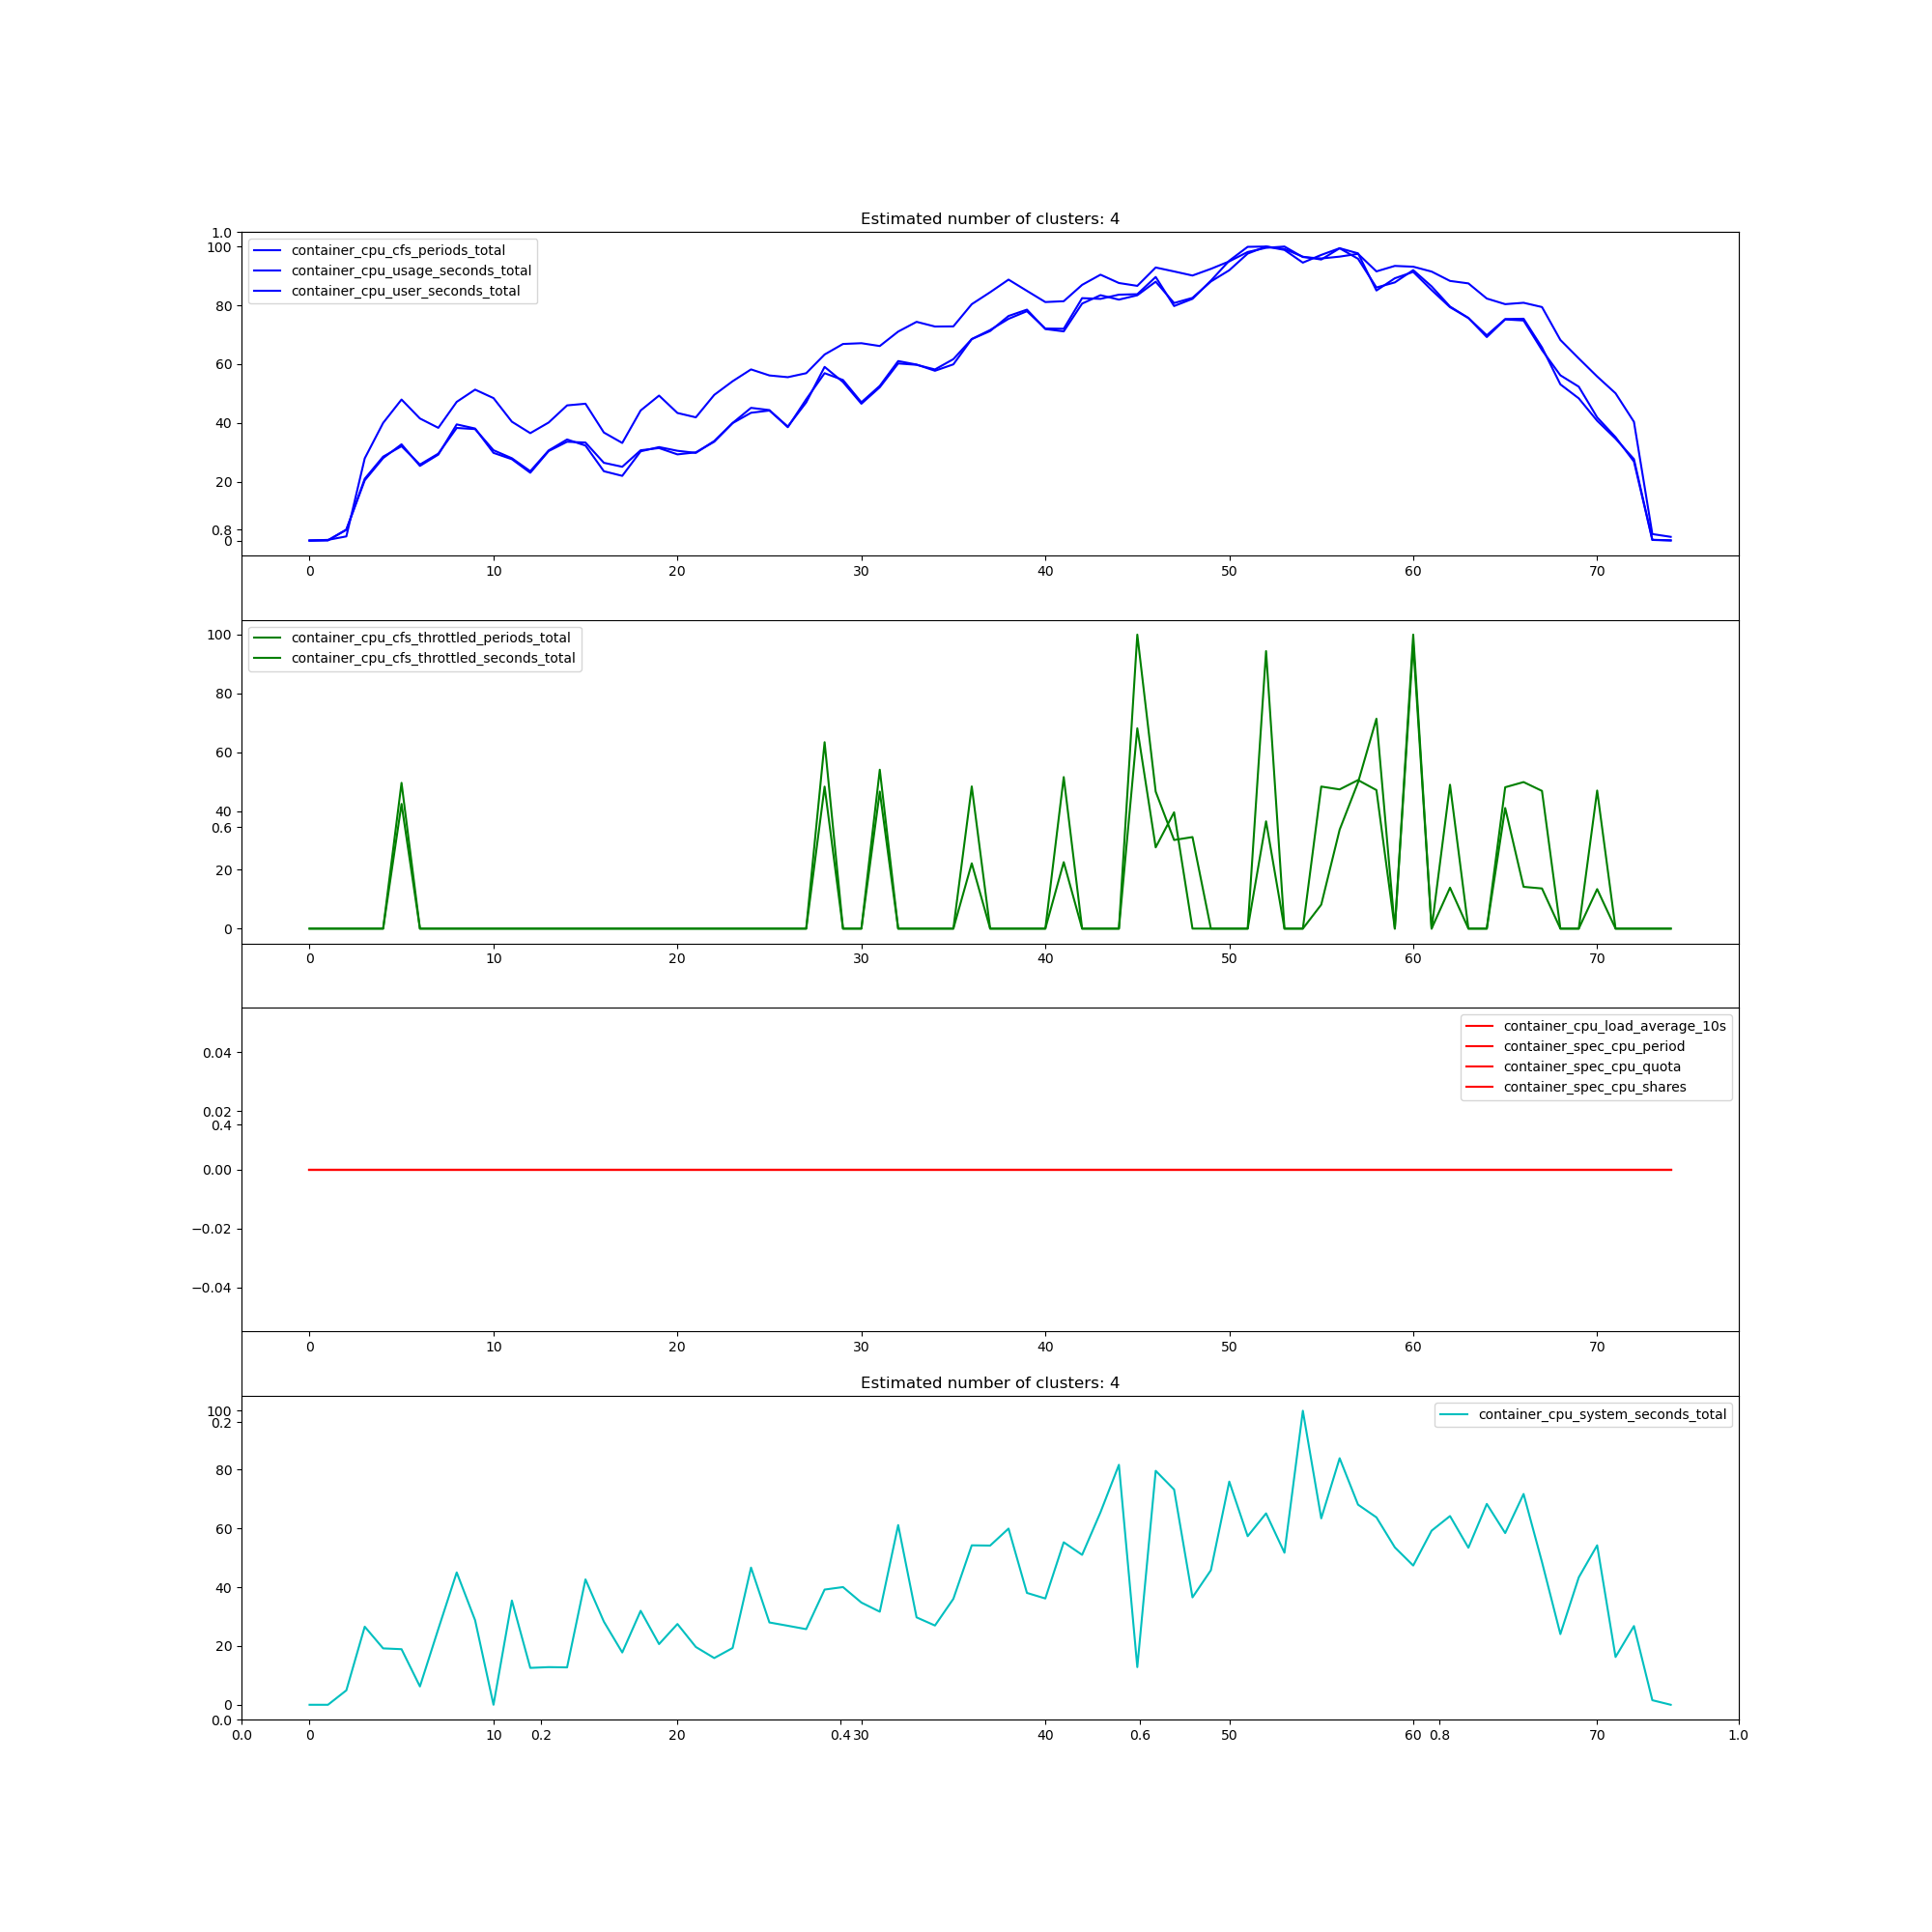 Estimated number of clusters: 4
1.0
100
80
60
40
20
0.8
0
container_cpu_cfs_periods_total
container_cpu_usage_seconds_total
container_cpu_user_seconds_total
0 10 20 30 40 50 60 70
100
80
60
40
0.6
20
0
container_cpu_cfs_throttled_periods_total
container_cpu_cfs_throttled_seconds_total
0 10 20 30 40 50 60 70
0.04
0.02
0.4
0.00
−0.02
−0.04
container_cpu_load_average_10s
container_spec_cpu_period
container_spec_cpu_quota
container_spec_cpu_shares
0 10 20 30 40 50 60 70
Estimated number of clusters: 4
100
0.2
80
60
40
20
0
0.0
container_cpu_system_seconds_total
0.0 0 10 0.2 20 0.4 30 40 0.6 50 60 0.8 70 1.0